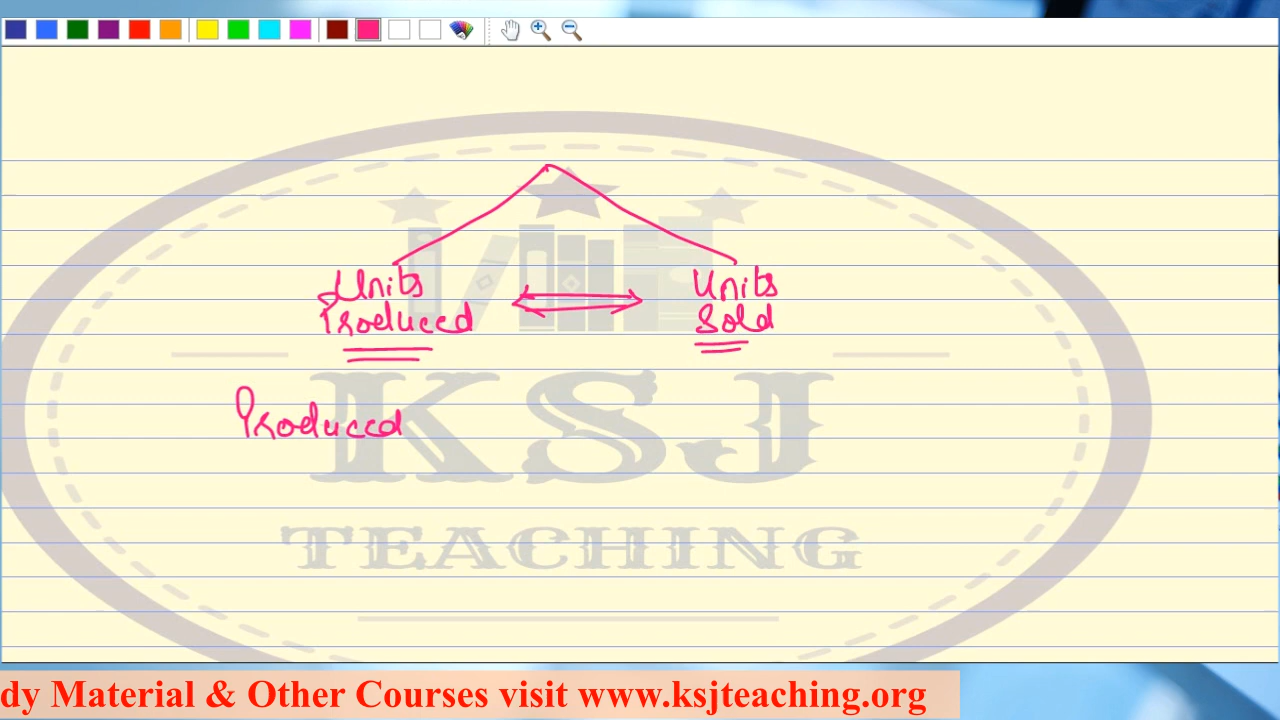 Units
Produced
Units
Sold
Produced
KSJ
TEACHING
dy Material & Other Courses visit www.ksjteaching.org